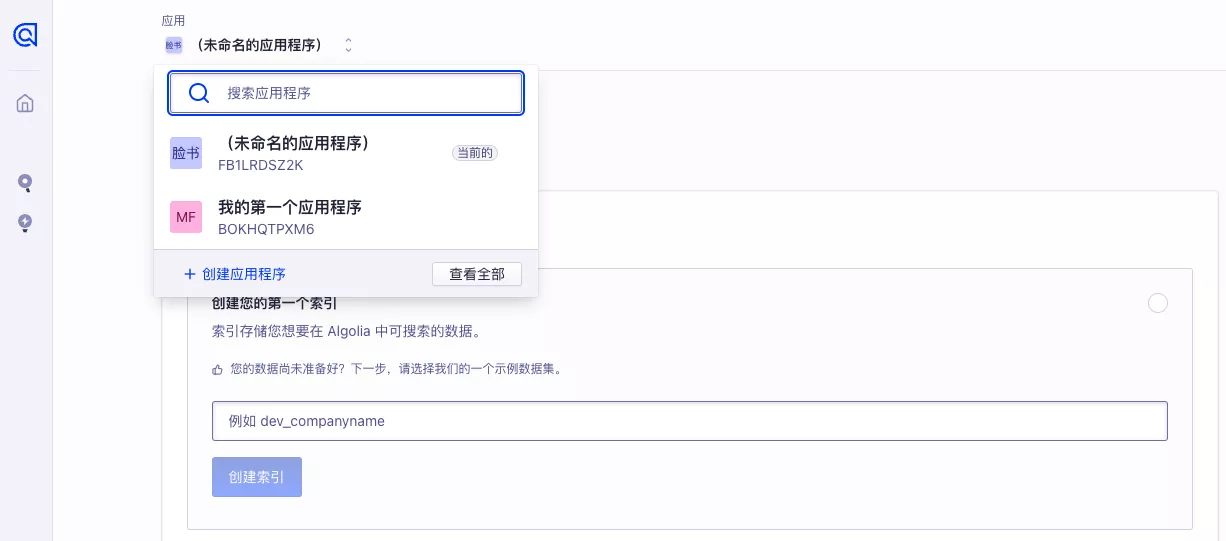 应用
脸书 （未命名的应用程序）
搜索应用程序
脸书 （未命名的应用程序） 当前的
FB1LRDSZ2K
MF 我的第一个应用程序
BOKHQTPXM6
+ 创建应用程序 查看全部
创建您的第一个索引
索引存储您想要在 Algolia 中可搜索的数据。
您的数据尚未准备好？下一步，请选择我们的一个示例数据集。
例如 dev_companyname
创建索引